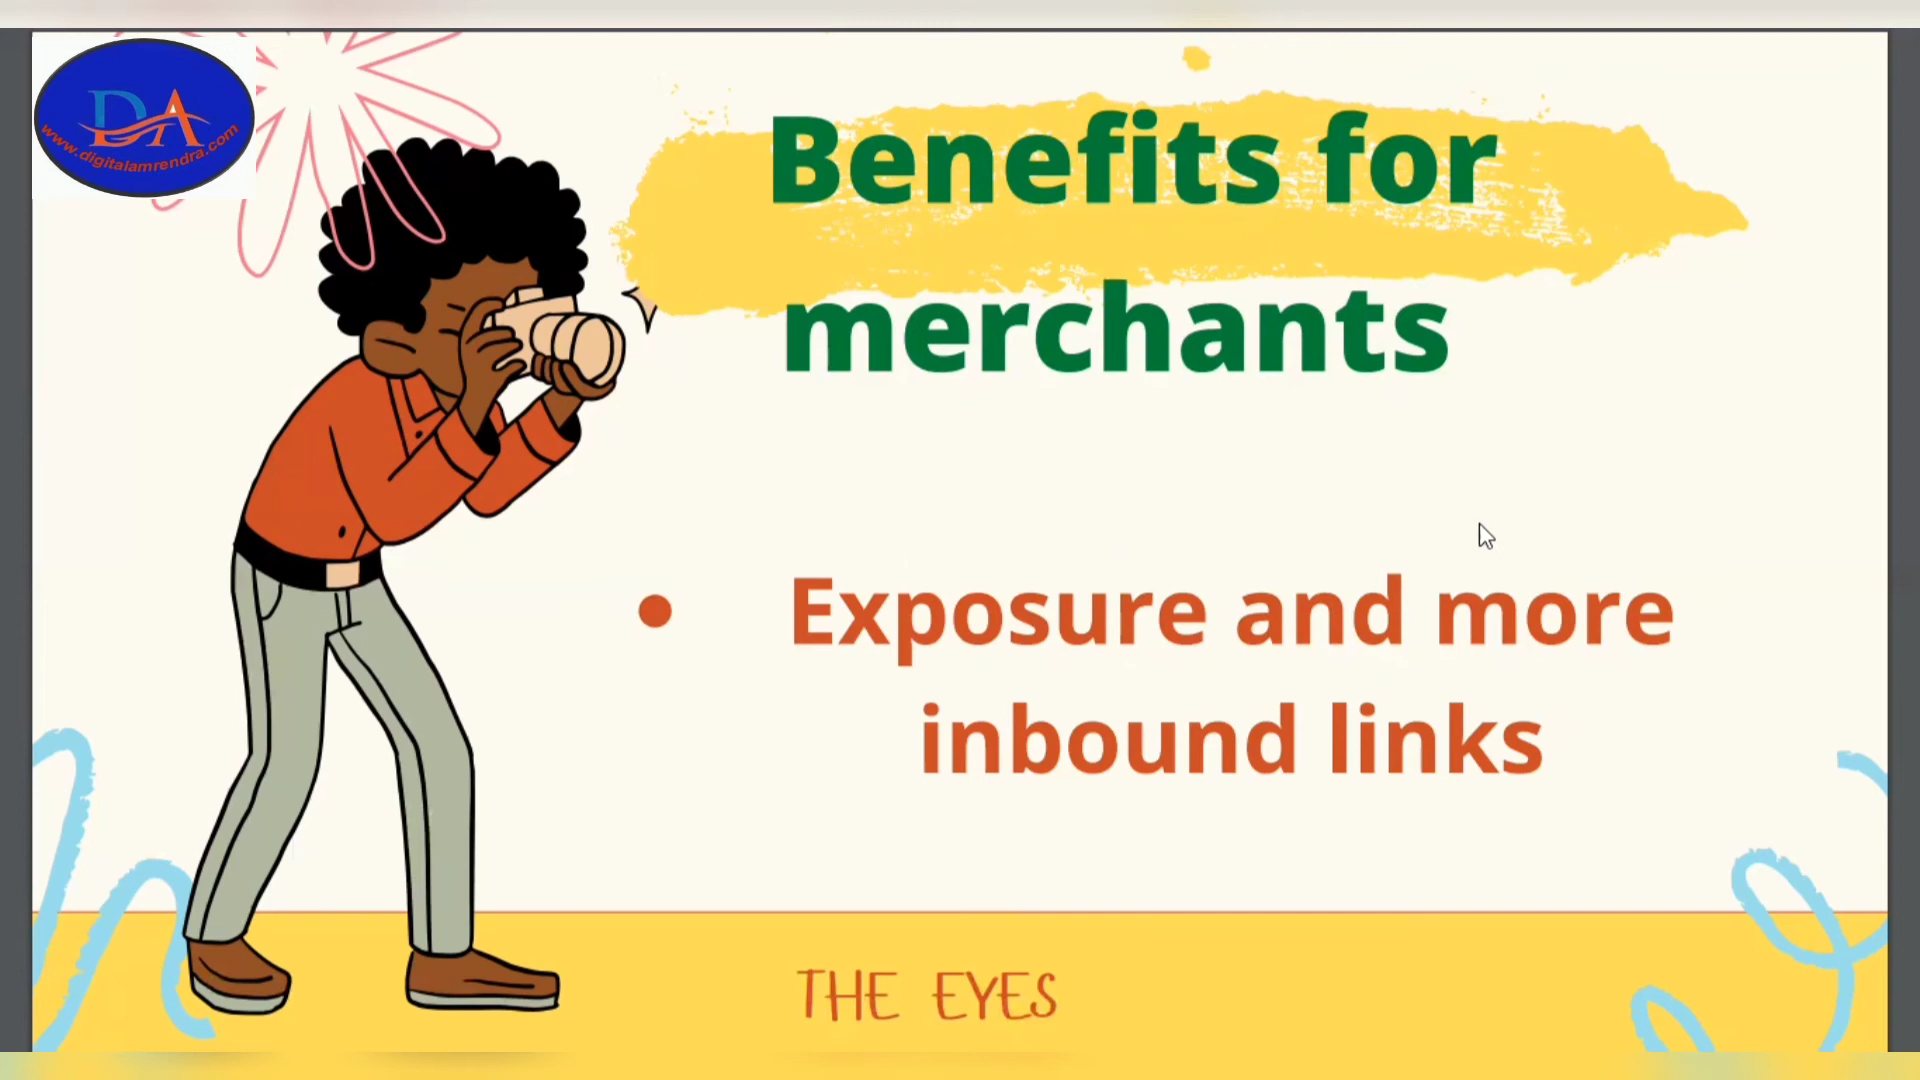 DA
www.digitalamrendra.com
Benefits for
merchants
• Exposure and more
inbound links
THE EYES